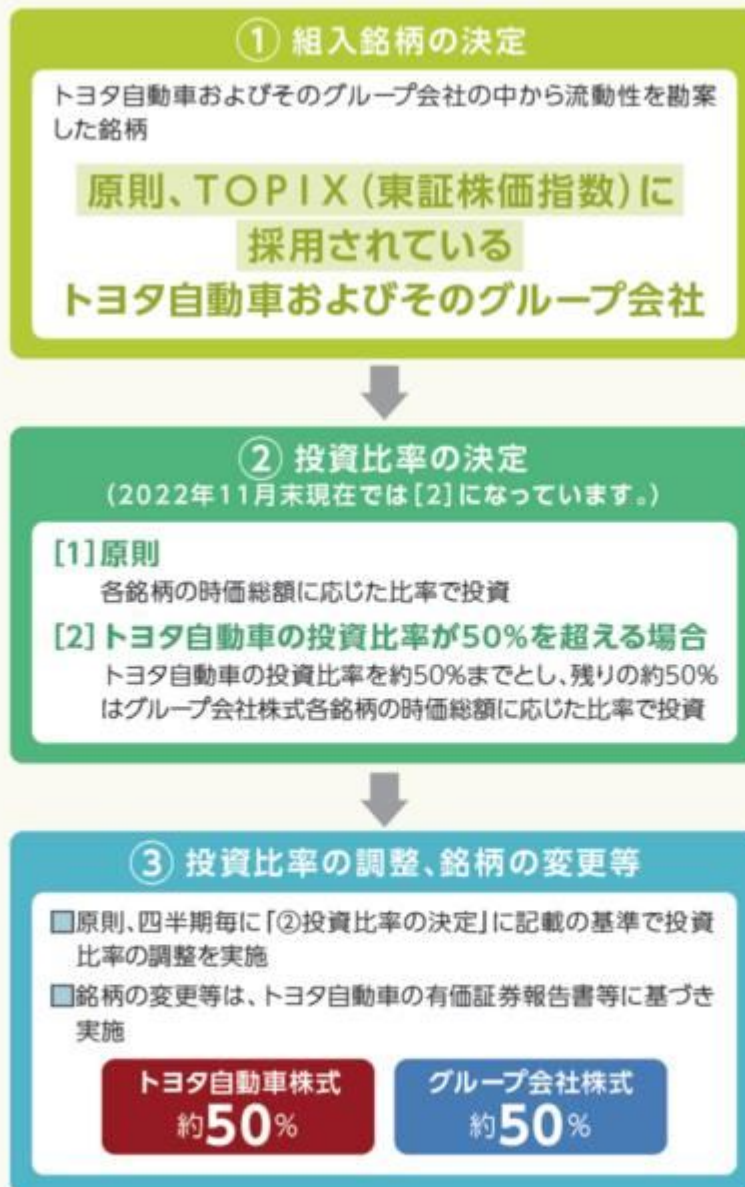 ① 組入銘柄の決定
トヨタ自動車およびそのグループ会社の中から流動性を勘案
した銘柄
原則、TOPIX(東証株価指数)に
採用されている
トヨタ自動車およびそのグループ会社
② 投資比率の決定
(2022年11月末現在では[2]になっています。)
[1]原則
各銘柄の時価総額に応じた比率で投資
[2]トヨタ自動車の投資比率が50%を超える場合
トヨタ自動車の投資比率を約50%までとし、残りの約50%
はグループ会社株式各銘柄の時価総額に応じた比率で投資
③ 投資比率の調整、銘柄の変更等
■原則、四半期毎に「②投資比率の決定」に記載の基準で投資
比率の調整を実施
■銘柄の変更等は、トヨタ自動車の有価証券報告書等に基づき
実施
トヨタ自動車株式
約50%
グループ会社株式
約50%